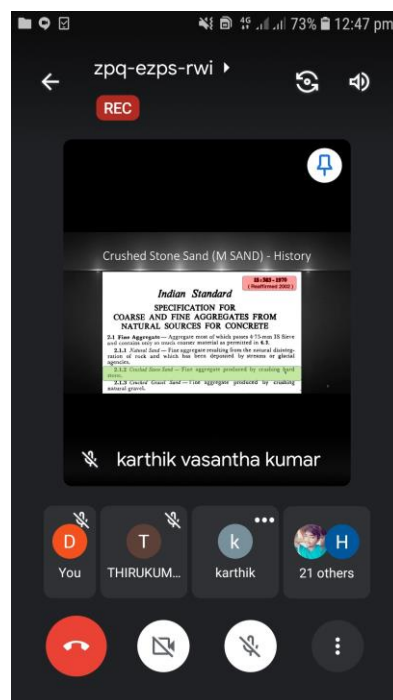 4G 73% 12:47 pm
zpq-ezps-rwi
REC
Crushed Stone Sand (M SAND) - History
IS : 383 - 1970
( Reaffirmed 2002 )
Indian Standard
SPECIFICATION FOR
COARSE AND FINE AGGREGATES FROM
NATURAL SOURCES FOR CONCRETE
2.1 Fine Aggregate — Aggregate most of which passes 4·75-mm IS Sieve
and contains only so much coarser material as permitted in 4.3.
2.1.1 Natural Sand — Fine aggregate resulting from the natural disinteg-
ration of rock and which has been deposited by streams or glacial
agencies.
2.1.2 Crushed Stone Sand — Fine aggregate produced by crushing hard
stone.
2.1.3 Crushed Gravel Sand — Fine aggregate produced by crushing
natural gravel.
karthik vasantha kumar
D T k H
You THIRUKUM... karthik 21 others